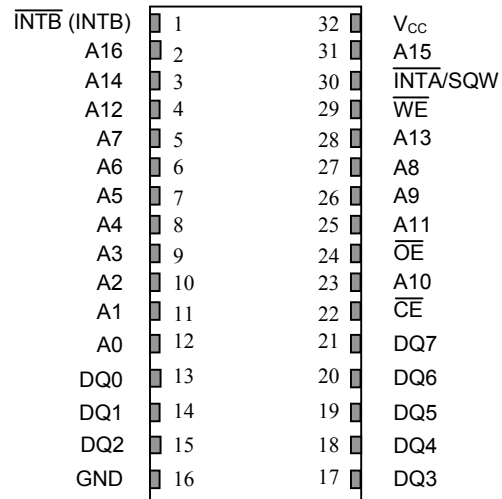 INTB (INTB) 1 32 VCC
A16 2 31 A15
A14 3 30 INTA/SQW
A12 4 29 WE
A7 5 28 A13
A6 6 27 A8
A5 7 26 A9
A4 8 25 A11
A3 9 24 OE
A2 10 23 A10
A1 11 22 CE
A0 12 21 DQ7
DQ0 13 20 DQ6
DQ1 14 19 DQ5
DQ2 15 18 DQ4
GND 16 17 DQ3